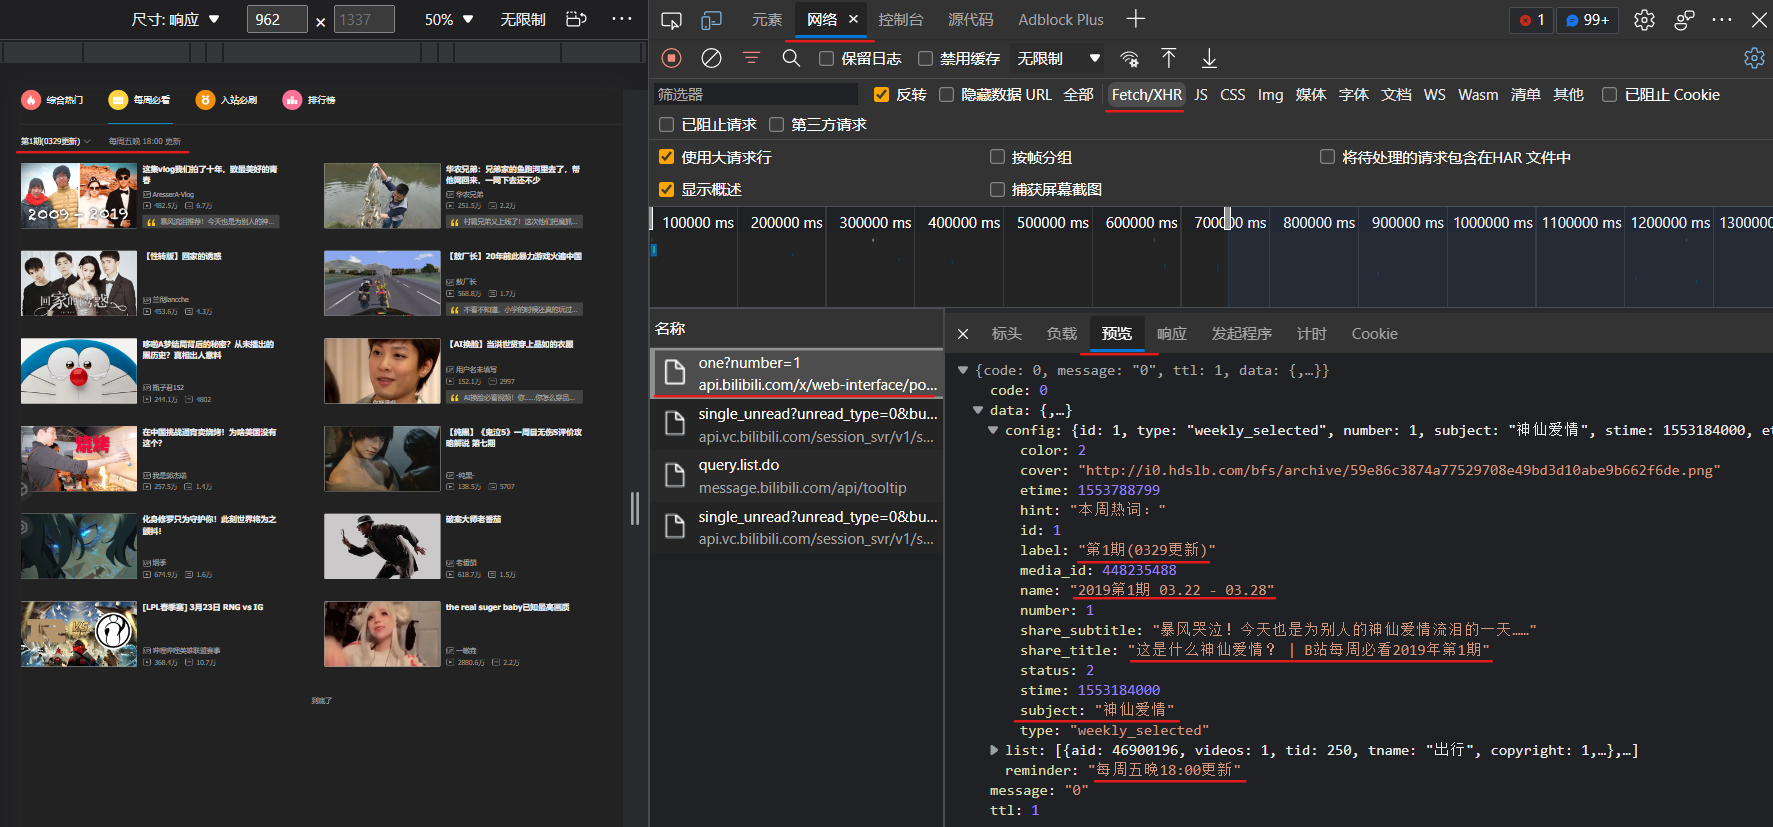 尺寸: 响应 ▼ 962 × 1337 50% ▼ 无限制
元素 网络 × 控制台 源代码 Adblock Plus 1 99+
保留日志 禁用缓存 无限制 ▼
筛选器 反转 隐藏数据 URL 全部 Fetch/XHR JS CSS Img 媒体 字体 文档 WS Wasm 清单 其他 已阻止 Cookie
已阻止请求 第三方请求
使用大请求行 按帧分组 将待处理的请求包含在HAR 文件中
显示概述 捕获屏幕截图
100000 ms 200000 ms 300000 ms 400000 ms 500000 ms 600000 ms 700000 ms 800000 ms 900000 ms 1000000 ms 1100000 ms 1200000 ms 1300000
综合热门 每周必看 入站必刷 排行榜
第1期(0329更新) 每周五晚 18:00 更新
这集vlog我们拍了十年，致最美好的青春
AresserA-Vlog
482.5万 6.7万
暴风流泪推荐！今天也是为别人的神...
2009-2019
华农兄弟：兄弟家的鱼跑河里去了，帮他网回来，一网下去还不少
华农兄弟
251.5万 2.2万
村霸兄弟又上线了！这次他们把魔抓...
【性转版】回家的诱惑
兰彻lancche
453.6万 4.3万
回家的诱惑
【敖厂长】20年前此暴力游戏火遍中国
敖厂长
568.8万 1.7万
不看不知道，小学的时候还真的玩过...
哆啦A梦结局背后的秘密？从未播出的黑历史？真相出人意料
瓶子君152
244.1万 4802
【AI换脸】当洪世贤穿上品如的衣服
用户名未填写
152.1万 2997
AI换脸必看视频！你......你怎么穿品...
在中国挑战通宵卖烧烤！为啥美国没有这个？
我是郭杰瑞
257.5万 1.4万
烧烤
【纯黑】《鬼泣5》一周目无伤S评价攻略解说 第七期
-纯黑-
138.5万 5707
化身修罗只为守护你！此刻世界将为之颤抖！
烟季
674.9万 1.6万
破案大师老番茄
老番茄
618.7万 1.5万
[LPL春季赛] 3月23日 RNG vs IG
哔哩哔哩英雄联盟赛事
368.4万 10.7万
VS
the real suger baby已知最高画质
2880.6万 2.2万
到底了
名称
one?number=1
api.bilibili.com/x/web-interface/po...
single_unread?unread_type=0&bu...
api.vc.bilibili.com/session_svr/v1/s...
query.list.do
message.bilibili.com/api/tooltip
single_unread?unread_type=0&bu...
api.vc.bilibili.com/session_svr/v1/s...
× 标头 负载 预览 响应 发起程序 计时 Cookie
▼{code: 0, message: "0", ttl: 1, data: {,…}}
code: 0
▼data: {,…}
▼config: {id: 1, type: "weekly_selected", number: 1, subject: "神仙爱情", stime: 1553184000, et
color: 2
cover: "http://i0.hdslb.com/bfs/archive/59e86c3874a77529708e49bd3d10abe9b662f6de.png"
etime: 1553788799
hint: "本周热词："
id: 1
label: "第1期(0329更新)"
media_id: 448235488
name: "2019第1期 03.22 - 03.28"
number: 1
share_subtitle: "暴风哭泣！今天也是为别人的神仙爱情流泪的一天……"
share_title: "这是什么神仙爱情？ | B站每周必看2019年第1期"
status: 2
stime: 1553184000
subject: "神仙爱情"
type: "weekly_selected"
▶list: [{aid: 46900196, videos: 1, tid: 250, tname: "出行", copyright: 1,…},…]
reminder: "每周五晚18:00更新"
message: "0"
ttl: 1